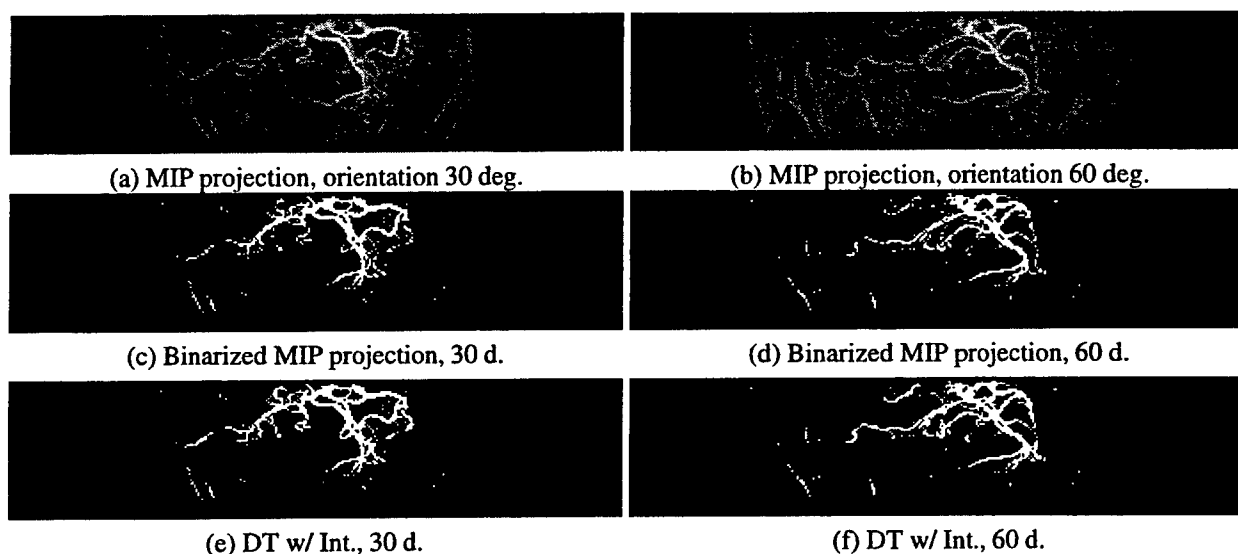 (a) MIP projection, orientation 30 deg.
(b) MIP projection, orientation 60 deg.
(c) Binarized MIP projection, 30 d.
(d) Binarized MIP projection, 60 d.
(e) DT w/ Int., 30 d.
(f) DT w/ Int., 60 d.